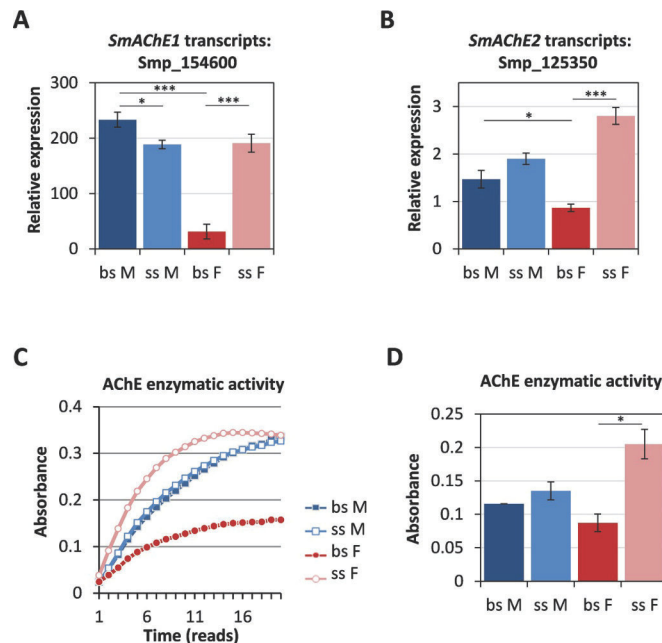 A
SmAChE1 transcripts:
Smp_154600
Relative expression
300
200
100
0
***
*
***
bs M ss M bs F ss F
B
SmAChE2 transcripts:
Smp_125350
Relative expression
3
2
1
0
*
***
bs M ss M bs F ss F
C
AChE enzymatic activity
Absorbance
0.4
0.3
0.2
0.1
0
1 6 11 16
Time (reads)
bs M
ss M
bs F
ss F
D
AChE enzymatic activity
Absorbance
0.25
0.2
0.15
0.1
0.05
0
*
bs M ss M bs F ss F